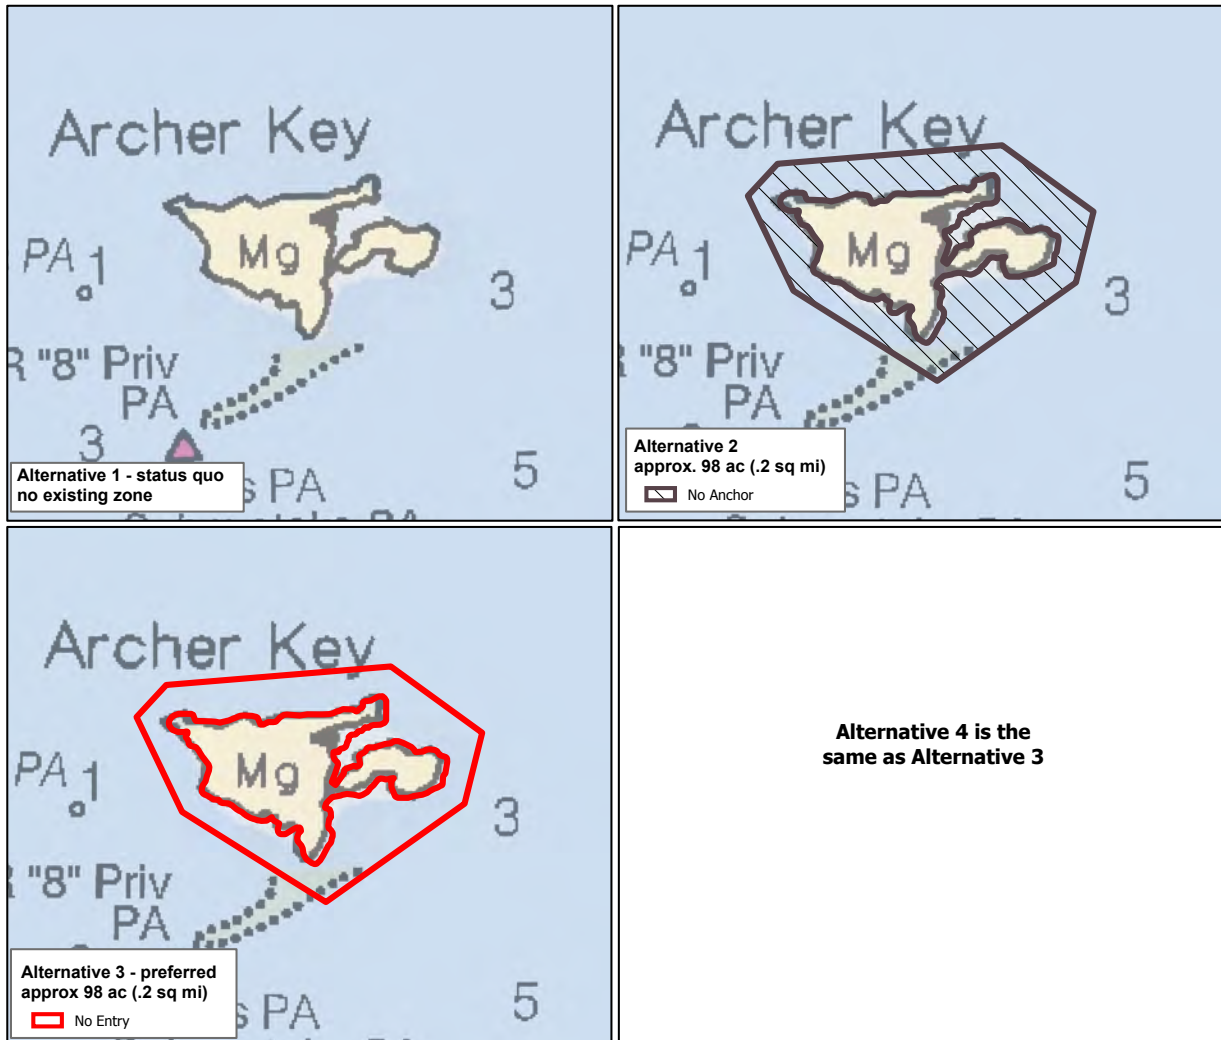 Archer Key
Mg
PA 1
3
R "8" Priv
PA
3
5
s PA
Alternative 1 - status quo
no existing zone
Archer Key
Mg
PA 1
3
"8" Priv
PA
5
s PA
Alternative 2
approx. 98 ac (.2 sq mi)
No Anchor
Archer Key
Mg
PA 1
3
"8" Priv
PA
5
s PA
Alternative 3 - preferred
approx 98 ac (.2 sq mi)
No Entry
Alternative 4 is the
same as Alternative 3